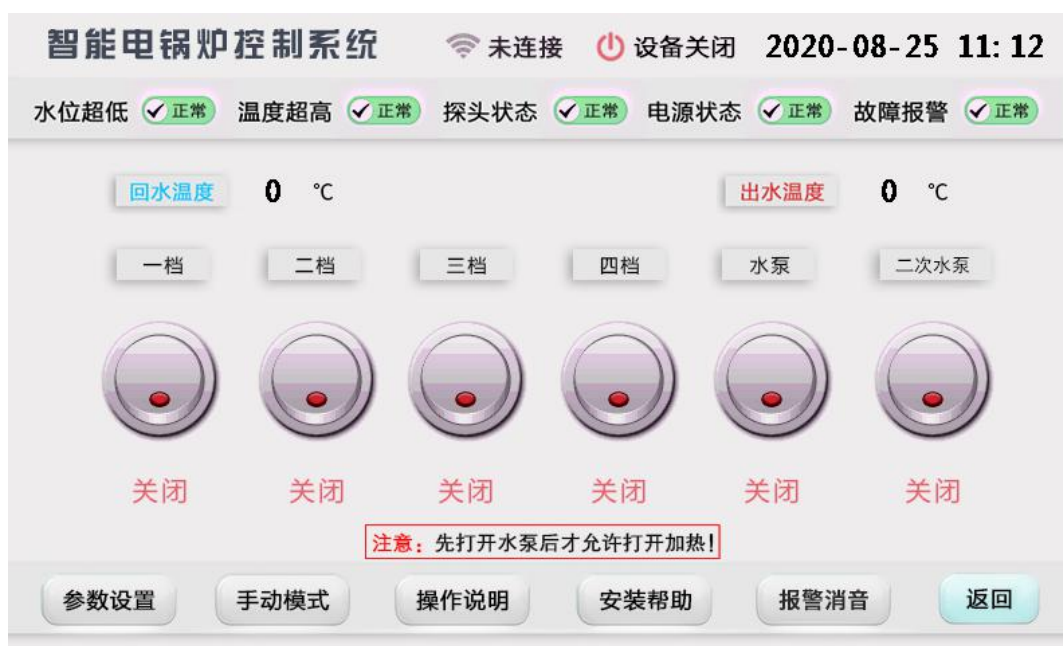 智能电锅炉控制系统 未连接 设备关闭 2020-08-25 11:12
水位超低 正常 温度超高 正常 探头状态 正常 电源状态 正常 故障报警 正常
回水温度 0 ℃ 出水温度 0 ℃
一档 二档 三档 四档 水泵 二次水泵
关闭 关闭 关闭 关闭 关闭 关闭
注意：先打开水泵后才允许打开加热!
参数设置 手动模式 操作说明 安装帮助 报警消音 返回